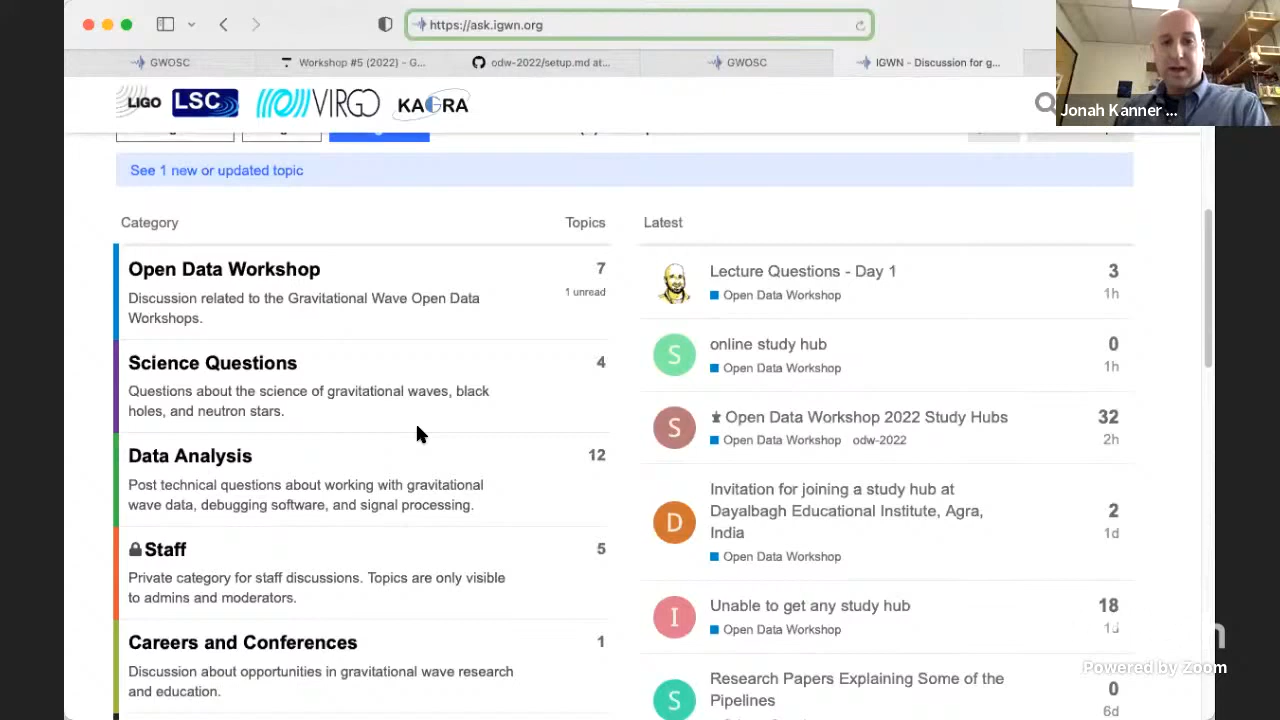 https://ask.igwn.org
GWOSC
Workshop #5 (2022) - G...
odw-2022/setup.md at...
GWOSC
IGWN - Discussion for g...
LIGO
LSC
VIRGO
KAGRA
Jonah Kanner ...
See 1 new or updated topic
Category
Topics
Latest
Open Data Workshop
7
Discussion related to the Gravitational Wave Open Data
1 unread
Workshops.
Science Questions
4
Questions about the science of gravitational waves, black
holes, and neutron stars.
Data Analysis
12
Post technical questions about working with gravitational
wave data, debugging software, and signal processing.
Staff
5
Private category for staff discussions. Topics are only visible
to admins and moderators.
Careers and Conferences
1
Discussion about opportunities in gravitational wave research
and education.
Lecture Questions - Day 1
3
Open Data Workshop
1h
S
online study hub
0
Open Data Workshop
1h
S
Open Data Workshop 2022 Study Hubs
32
Open Data Workshop odw-2022
2h
D
Invitation for joining a study hub at
Dayalbagh Educational Institute, Agra,
India
2
1d
Open Data Workshop
I
Unable to get any study hub
18
Open Data Workshop
1d
S
Research Papers Explaining Some of the
Pipelines
0
6d
Powered by Zoom